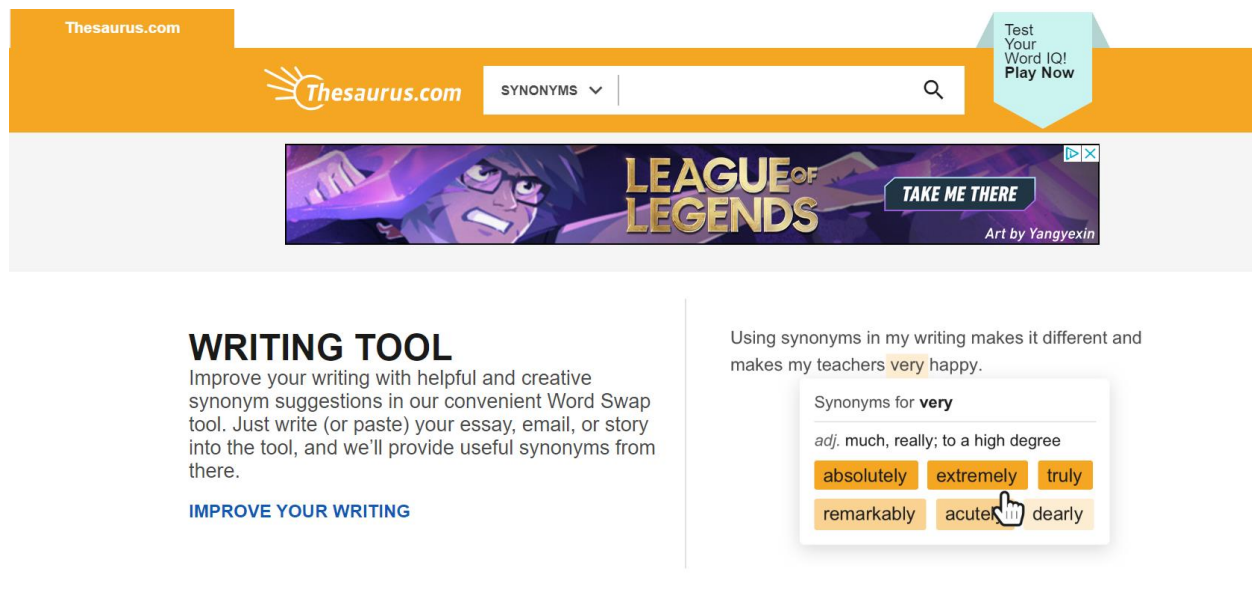 Thesaurus.com
Test
Your
Word IQ!
Play Now
Thesaurus.com
SYNONYMS
LEAGUE OF
LEGENDS
TAKE ME THERE
Art by Yangyexin
WRITING TOOL
Improve your writing with helpful and creative
synonym suggestions in our convenient Word Swap
tool. Just write (or paste) your essay, email, or story
into the tool, and we'll provide useful synonyms from
there.
IMPROVE YOUR WRITING
Using synonyms in my writing makes it different and
makes my teachers very happy.
Synonyms for very
adj. much, really; to a high degree
absolutely extremely truly
remarkably acutely dearly